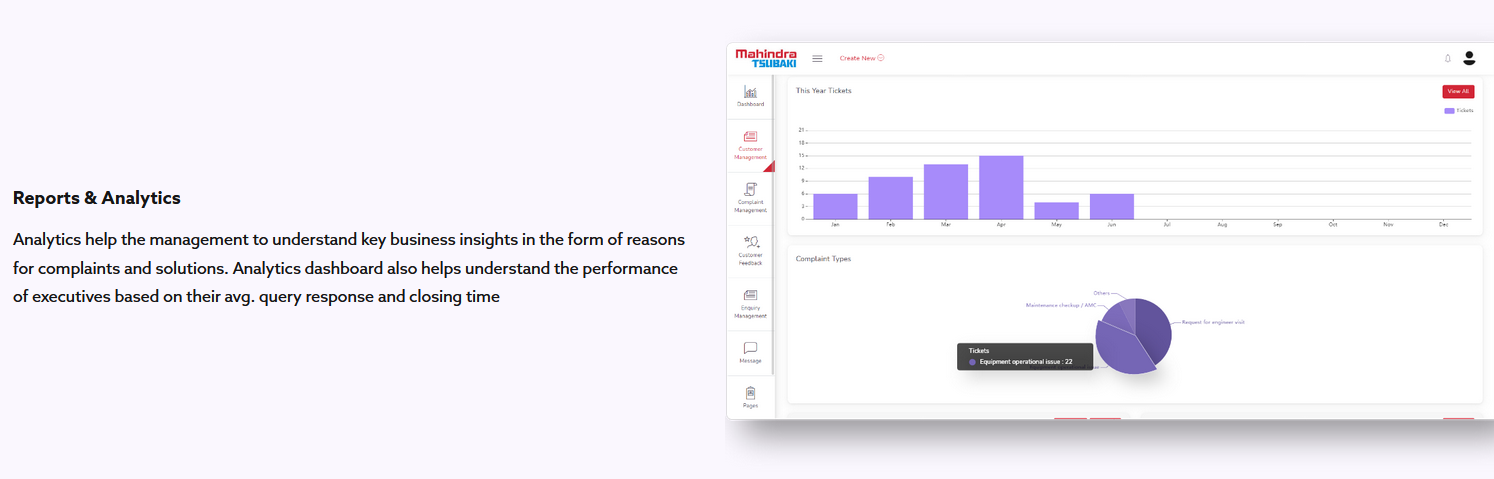 Reports & Analytics
Analytics help the management to understand key business insights in the form of reasons
for complaints and solutions. Analytics dashboard also helps understand the performance
of executives based on their avg. query response and closing time
Mahindra
TSUBAKI
Create New
Dashboard
Customer
Management
Complaint
Management
Customer
Feedback
Enquiry
Management
Message
Pages
This Year Tickets
View All
Tickets
21
18
15
12
9
6
3
0
Jan Feb Mar Apr May Jun Jul Aug Sep Oct Nov Dec
Complaint Types
Others
Maintenance checkup / AMC
Request for engineer visit
Tickets
Equipment operational issue : 22